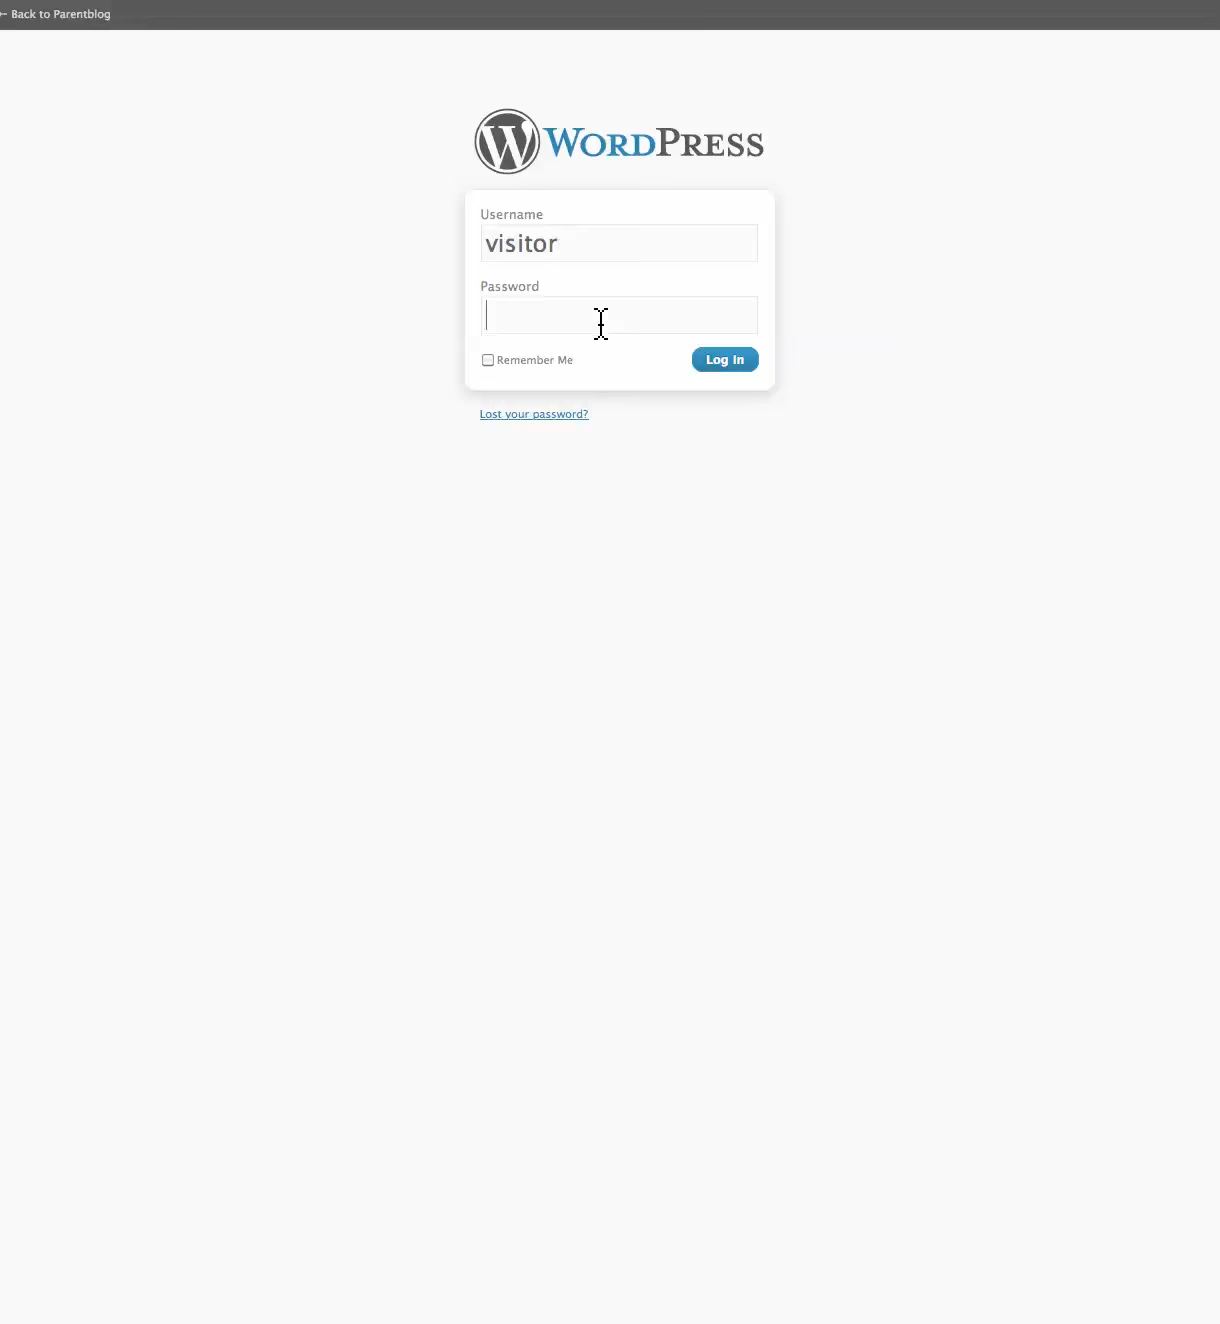 ← Back to Parentblog
WordPress
Username
visitor
Password
Remember Me
Log In
Lost your password?